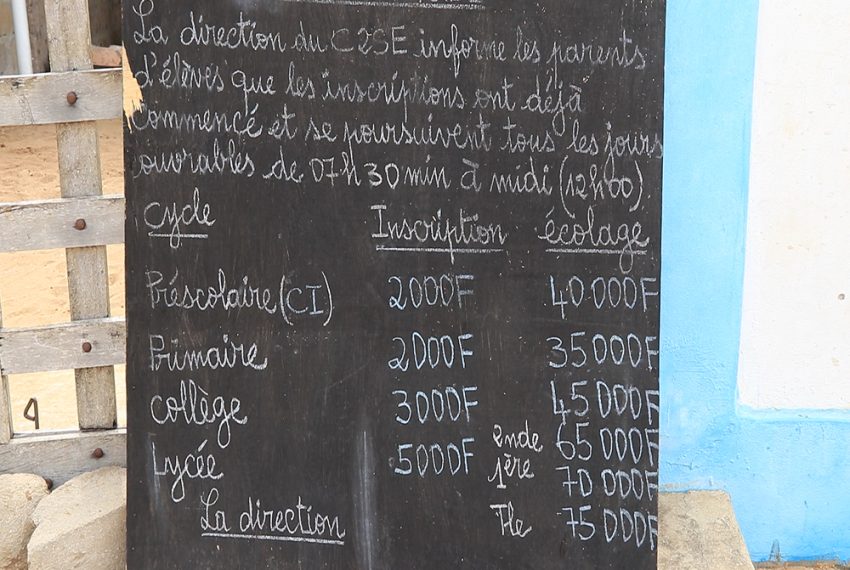 La direction du C2SE informe les parents
d'élèves que les inscriptions ont déjà
commencé et se poursuivent tous les jours
ouvrables de 07h30min à midi (12h00).
Cycle Inscription écolage
Préscolaire (CI) 2000F 40 000F
Primaire 2000F 35 000F
Collège 3000F 45 000F
Lycée 5000F 2nde 65 000F
1ère 70 000F
Tle 75 000F
La direction